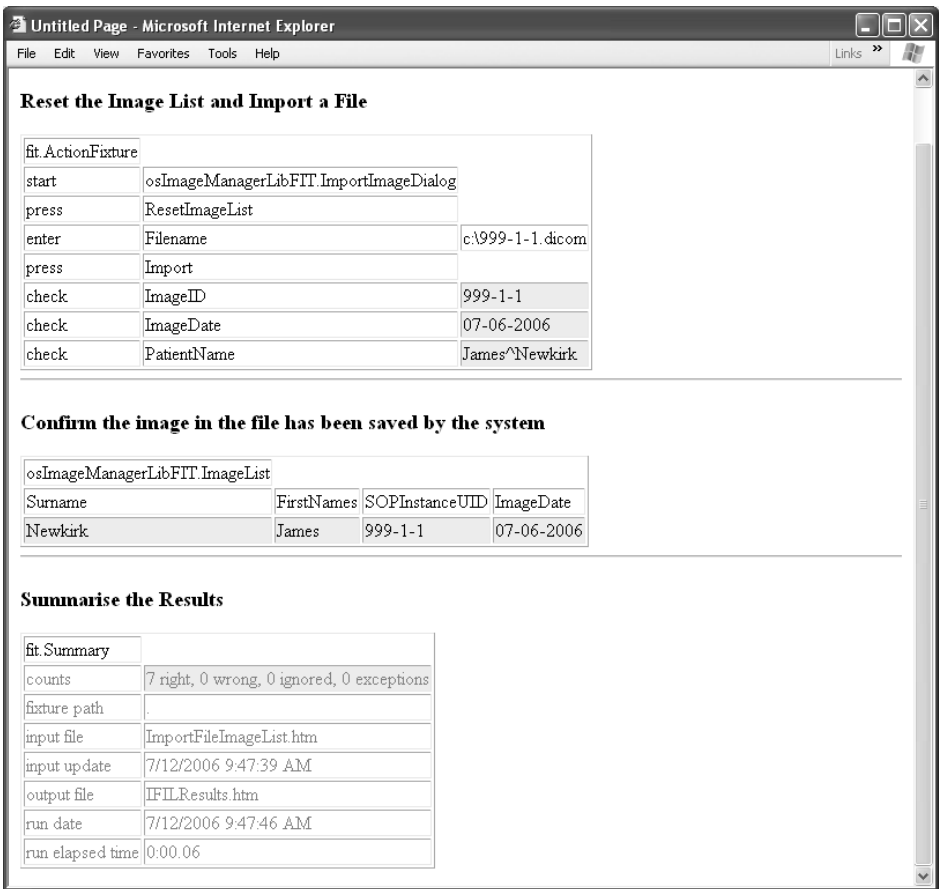 Untitled Page - Microsoft Internet Explorer
File Edit View Favorites Tools Help Links »
Reset the Image List and Import a File
fit.ActionFixture
start osImageManagerLibFIT.ImportImageDialog
press ResetImageList
enter Filename c:\999-1-1.dicom
press Import
check ImageID 999-1-1
check ImageDate 07-06-2006
check PatientName James^Newkirk
Confirm the image in the file has been saved by the system
osImageManagerLibFIT.ImageList
Surname FirstNames SOPInstanceUID ImageDate
Newkirk James 999-1-1 07-06-2006
Summarise the Results
fit.Summary
counts 7 right, 0 wrong, 0 ignored, 0 exceptions
fixture path .
input file ImportFileImageList.htm
input update 7/12/2006 9:47:39 AM
output file IFILResults.htm
run date 7/12/2006 9:47:46 AM
run elapsed time 0:00.06